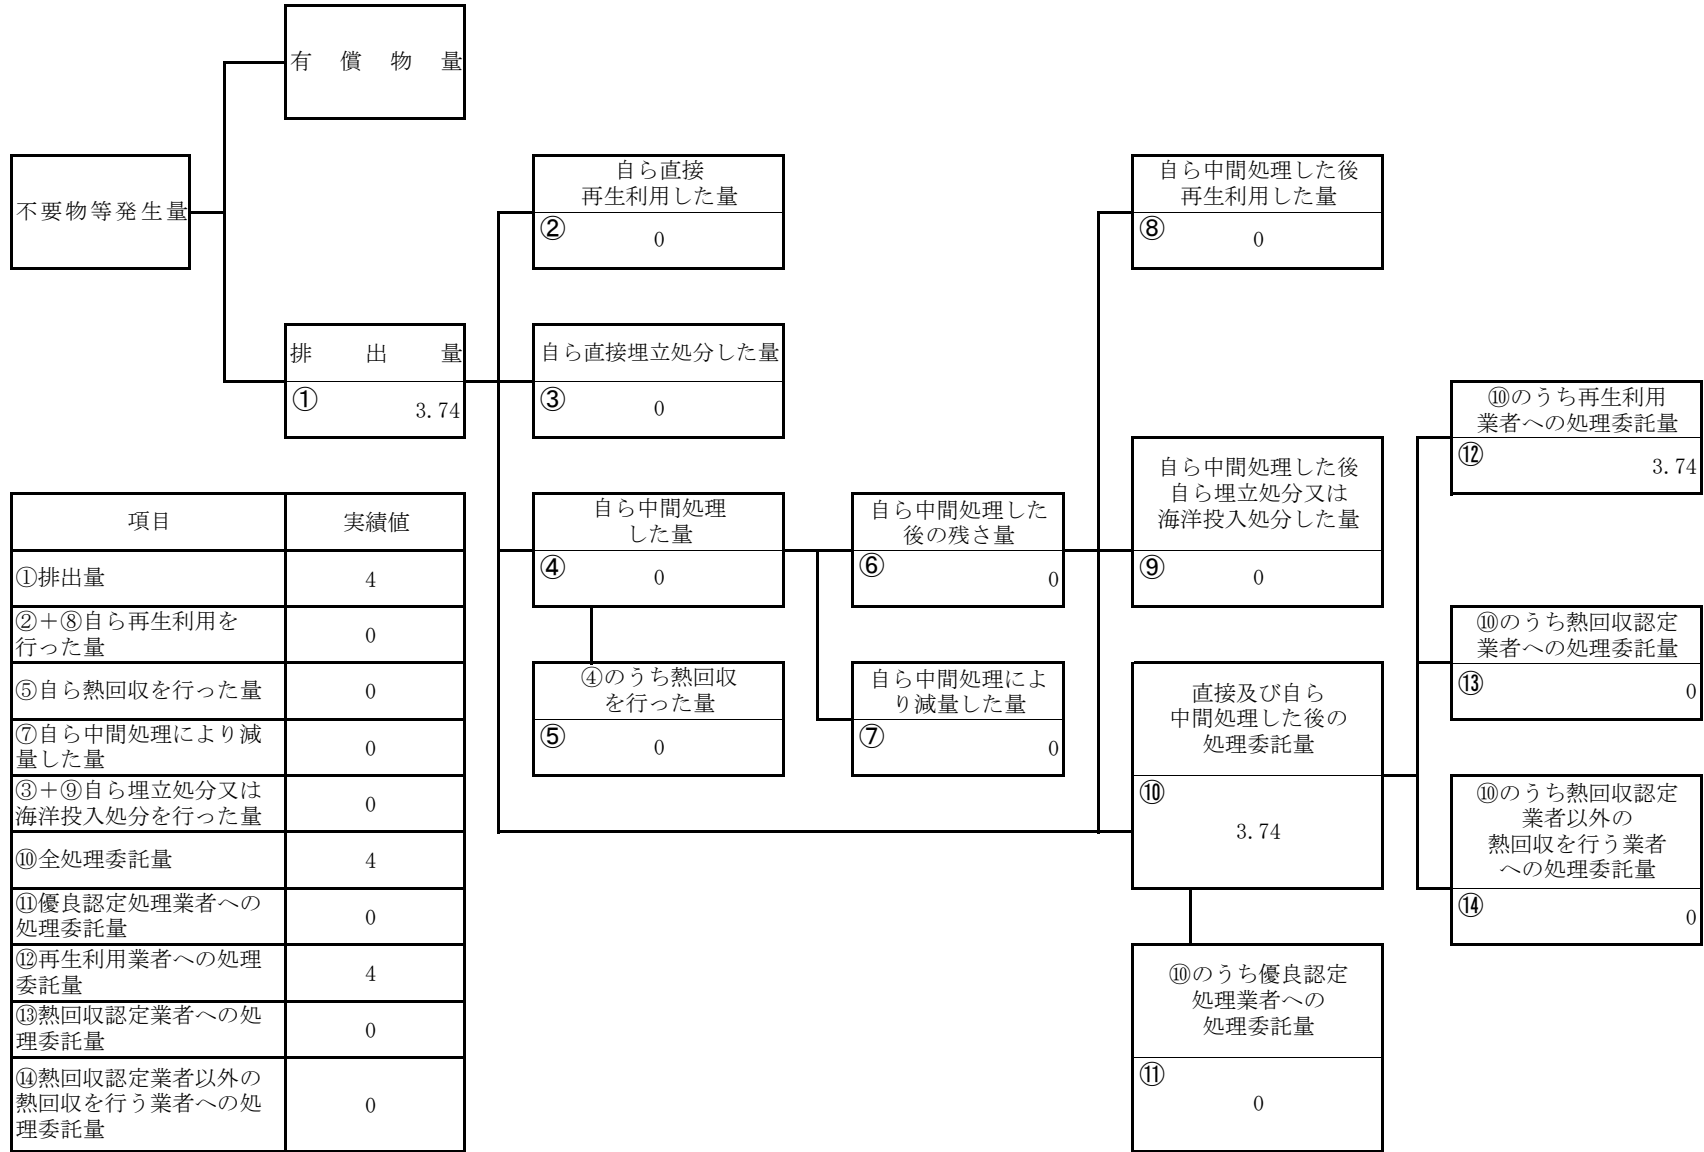 有償物量
不要物等発生量
排出量
①
3.74
自ら直接
再生利用した量
②
0
自ら直接埋立処分した量
③
0
自ら中間処理
した量
④
0
④のうち熱回収
を行った量
⑤
0
自ら中間処理した
後の残さ量
⑥
0
自ら中間処理によ
り減量した量
⑦
0
自ら中間処理した後
再生利用した量
⑧
0
自ら中間処理した後
自ら埋立処分又は
海洋投入処分した量
⑨
0
直接及び自ら
中間処理した後の
処理委託量
⑩
3.74
⑩のうち優良認定
処理業者への
処理委託量
⑪
0
⑩のうち再生利用
業者への処理委託量
⑫
3.74
⑩のうち熱回収認定
業者への処理委託量
⑬
0
⑩のうち熱回収認定
業者以外の
熱回収を行う業者
への処理委託量
⑭
0
項目 実績値
①排出量 4
②+⑧自ら再生利用を
行った量 0
⑤自ら熱回収を行った量 0
⑦自ら中間処理により減
量した量 0
③+⑨自ら埋立処分又は
海洋投入処分を行った量 0
⑩全処理委託量 4
⑪優良認定処理業者への
処理委託量 0
⑫再生利用業者への処理
委託量 4
⑬熱回収認定業者への処
理委託量 0
⑭熱回収認定業者以外の
熱回収を行う業者への処
理委託量 0